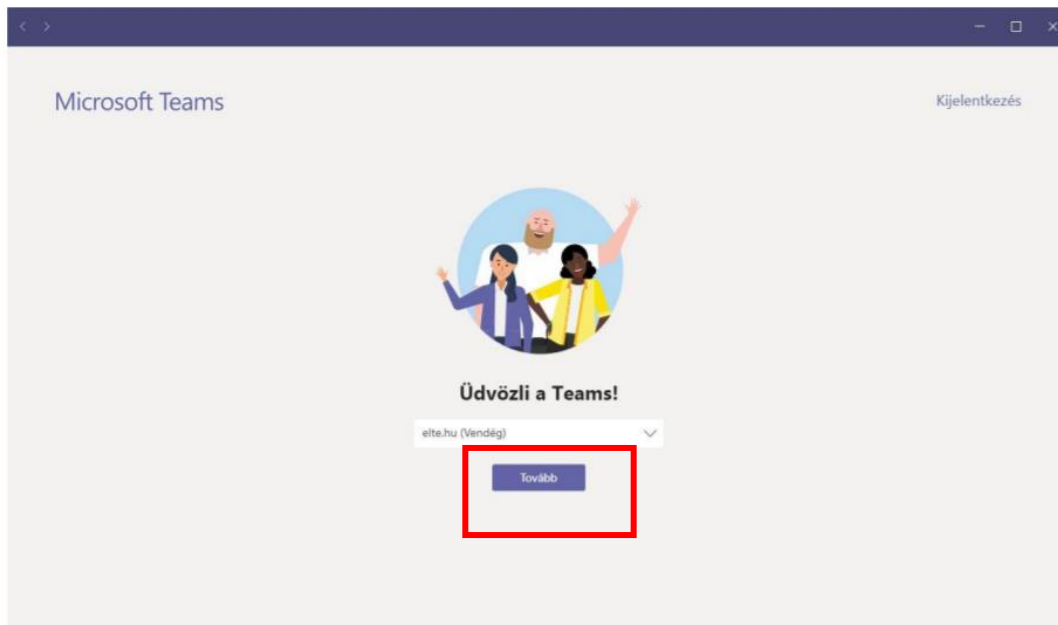 Microsoft Teams
Kijelentkezés
Üdvözli a Teams!
elte.hu (Vendég)
Tovább